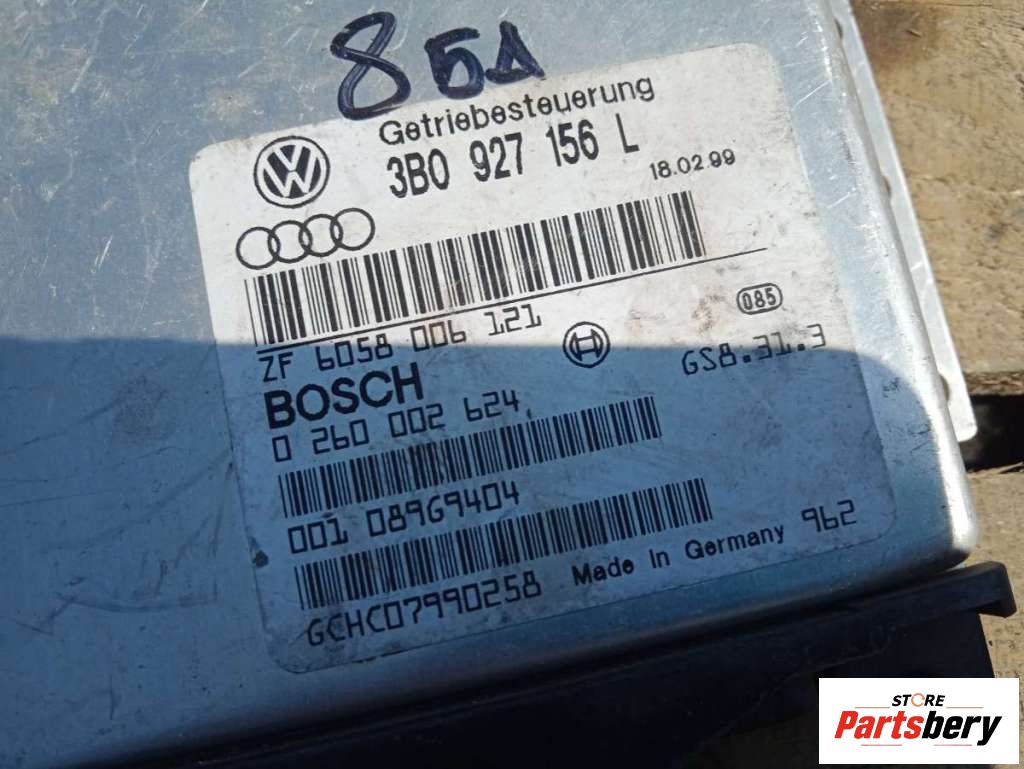 85A
Getriebesteuerung
3B0 927 156 L
18.02.99
ZF 6058 006 121
085
BOSCH
GS8.31.3
0 260 002 624
001 089G9404
GCHC07990258 Made In Germany 962
STORE
Partsbery